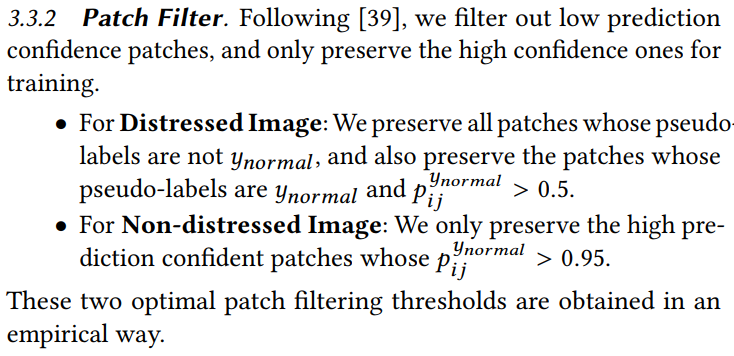 3.3.2 Patch Filter. Following [39], we filter out low prediction
confidence patches, and only preserve the high confidence ones for
training.
• For Distressed Image: We preserve all patches whose pseudo-
labels are not y_{normal}, and also preserve the patches whose
pseudo-labels are y_{normal} and p_{ij}^{y_{normal}} > 0.5.
• For Non-distressed Image: We only preserve the high pre-
diction confident patches whose p_{ij}^{y_{normal}} > 0.95.
These two optimal patch filtering thresholds are obtained in an
empirical way.